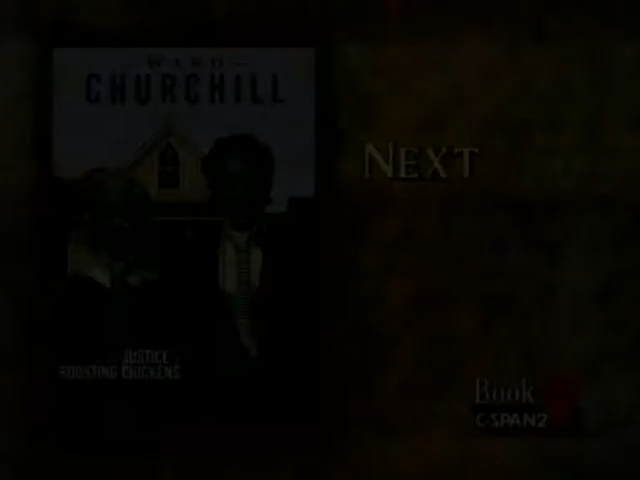 WARD
CHURCHILL
NEXT
JUSTICE
ROOSTING CHICKENS
Book
C-SPAN2